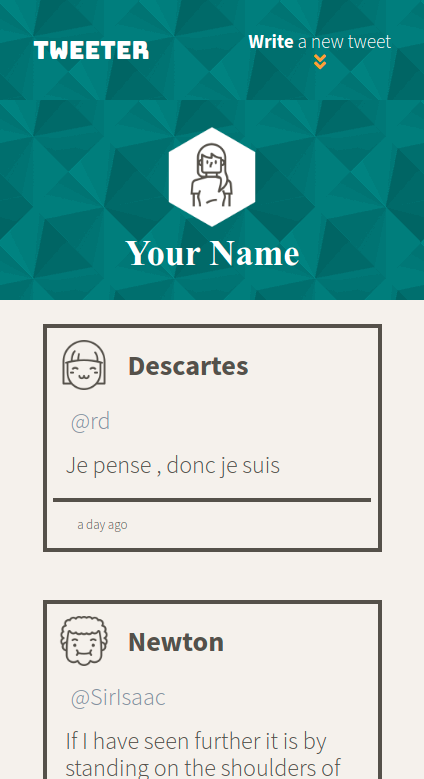 TWEETER
Write a new tweet
Your Name
Descartes
@rd
Je pense , donc je suis
a day ago
Newton
@SirIsaac
If I have seen further it is by
standing on the shoulders of